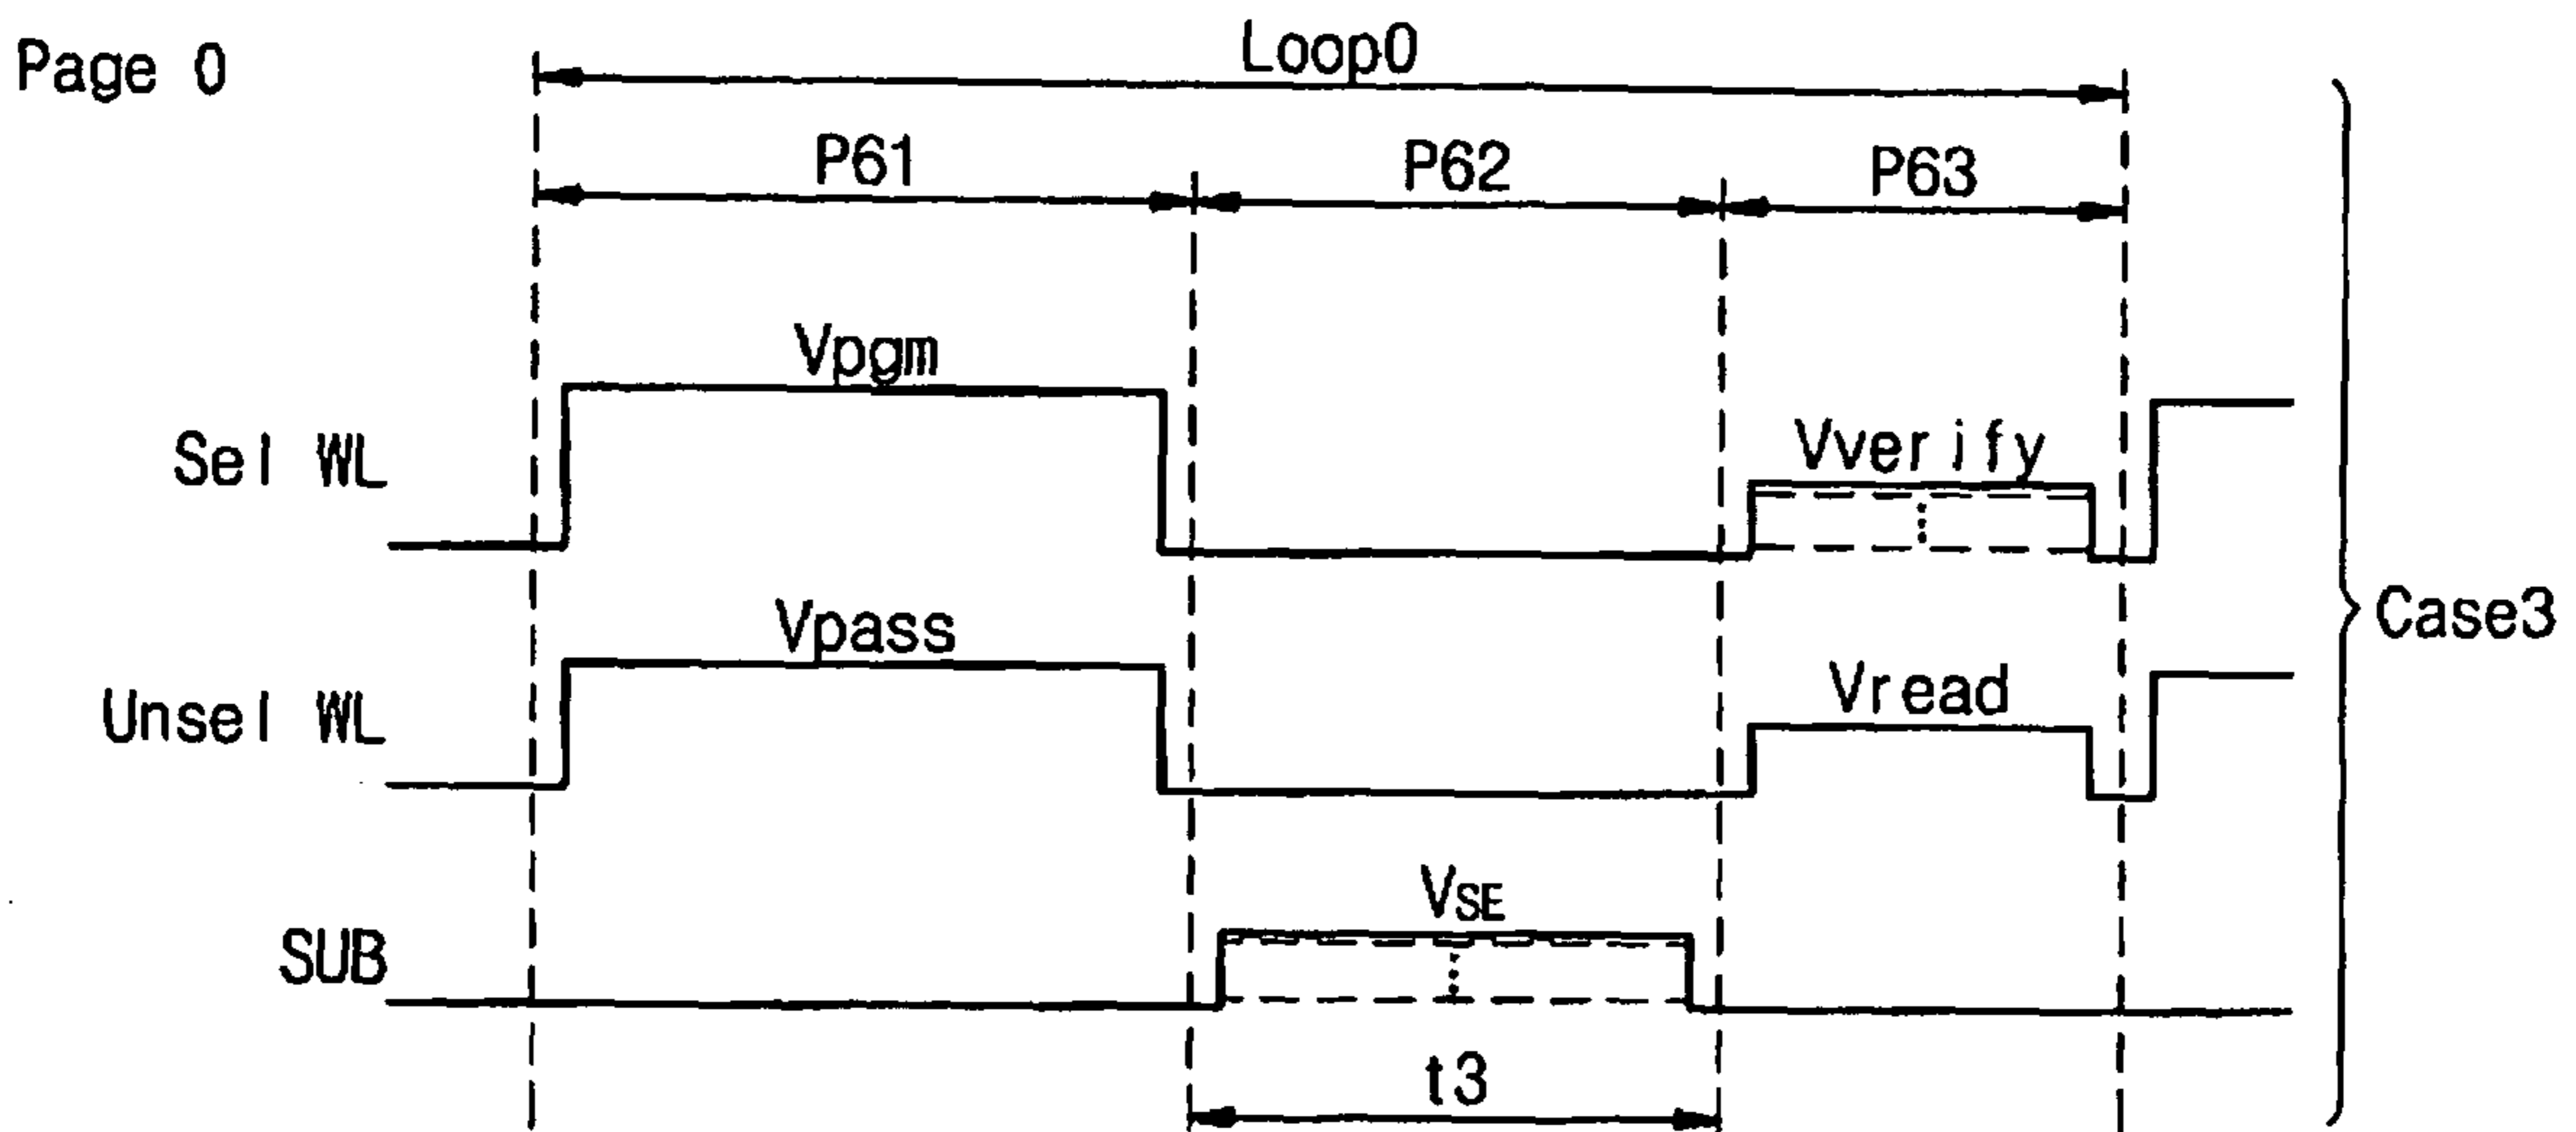 Page 0
Loop0
P61 P62 P63
Vpgm
Sel WL
Vverify
Vpass
Unsel WL
Vread
Case3
VSE
SUB
t3